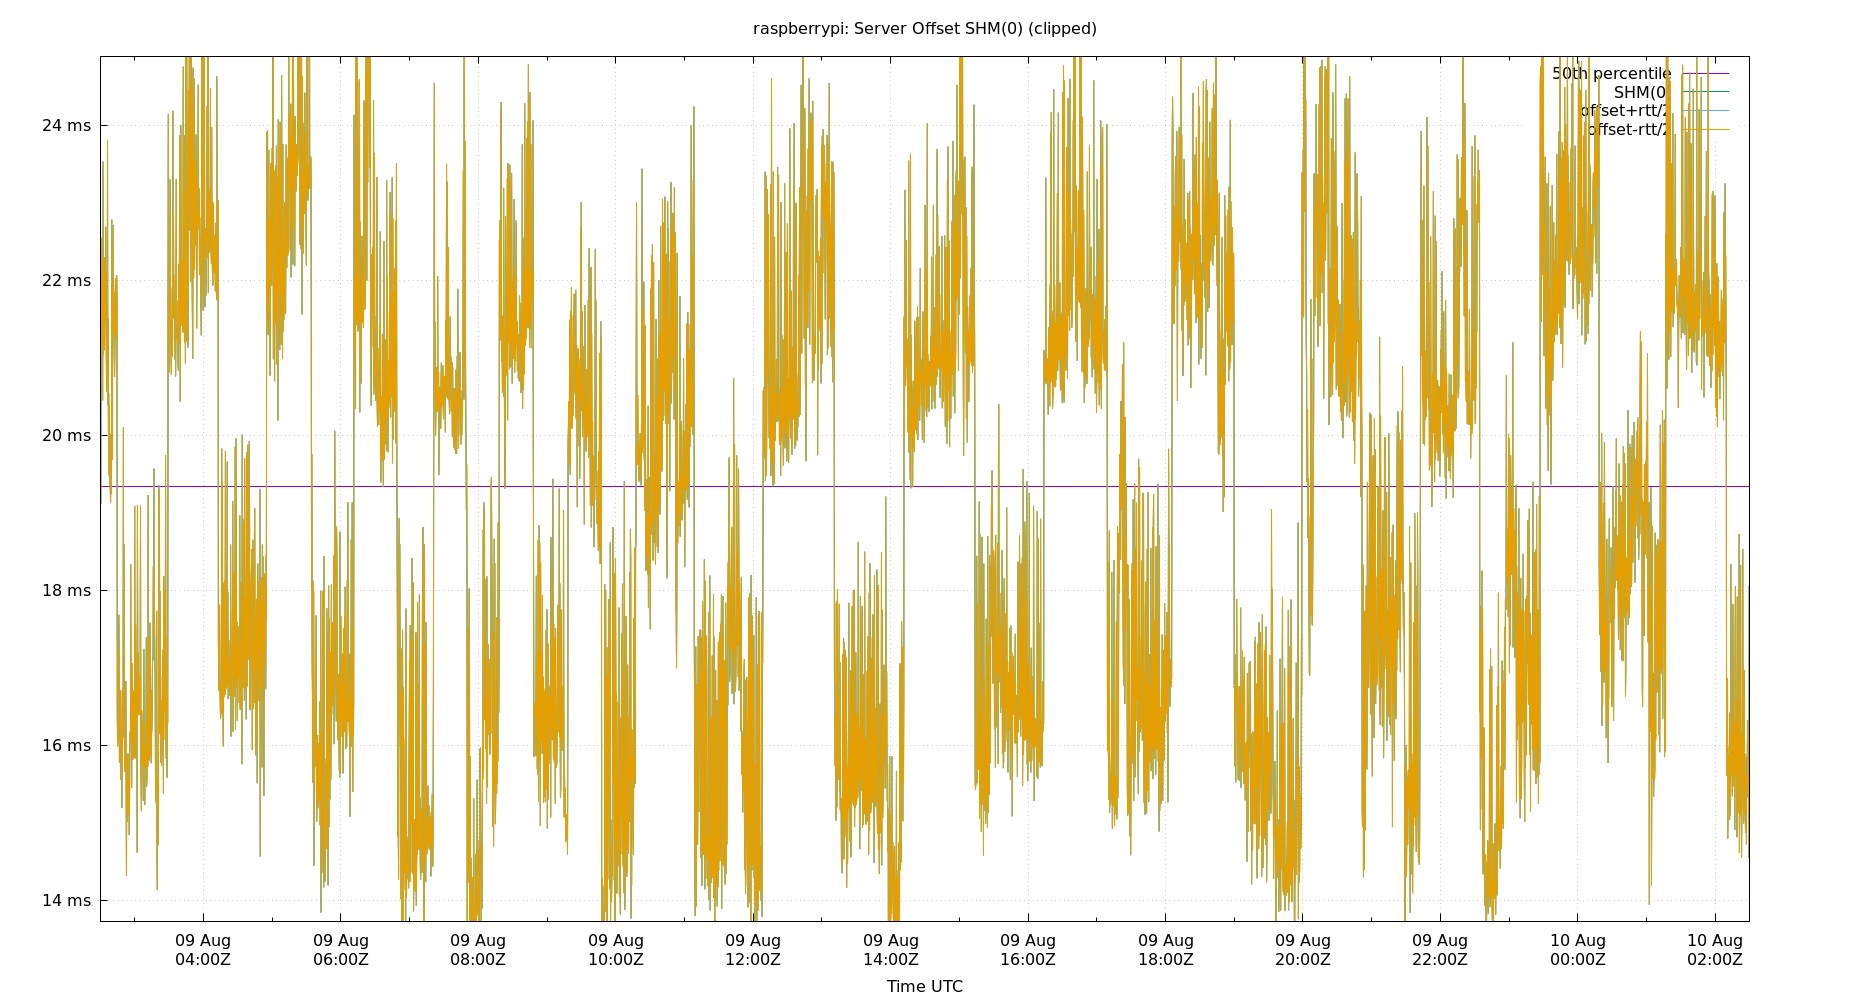 raspberrypi: Server Offset SHM(0) (clipped)
50th percentile
SHM(0)
offset+rtt/2
offset-rtt/2
24 ms
22 ms
20 ms
18 ms
16 ms
14 ms
09 Aug 09 Aug 09 Aug 09 Aug 09 Aug 09 Aug 09 Aug 09 Aug 09 Aug 09 Aug 10 Aug 10 Aug
04:00Z 06:00Z 08:00Z 10:00Z 12:00Z 14:00Z 16:00Z 18:00Z 20:00Z 22:00Z 00:00Z 02:00Z
Time UTC